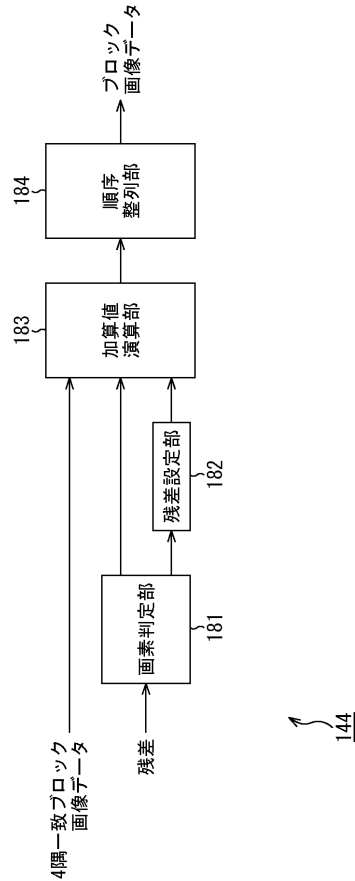 4隅一致ブロック
画像データ
残差
画素判定部
181
残差設定部
182
加算値
演算部
183
順序
整列部
184
ブロック
画像データ
144